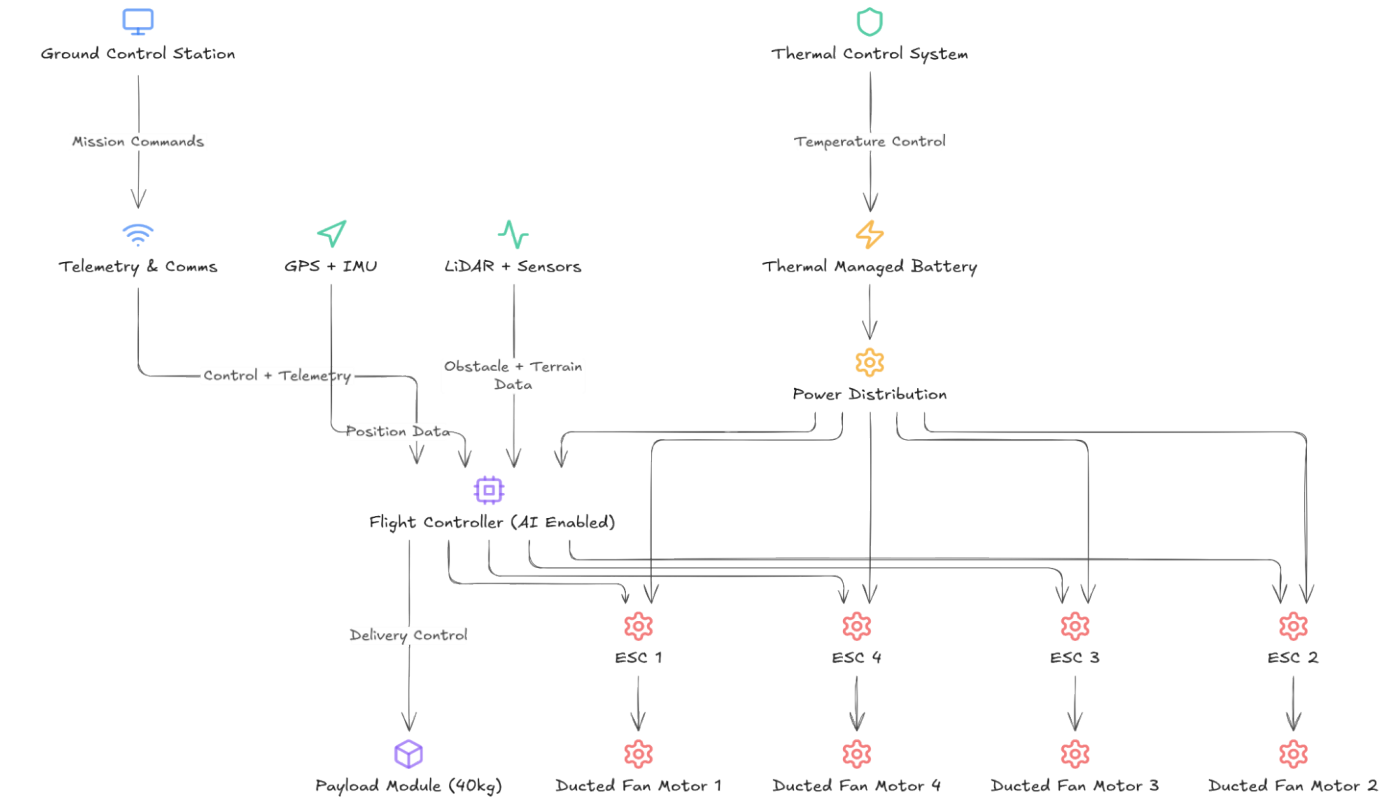 Ground Control Station
Thermal Control System
Mission Commands
Temperature Control
Telemetry & Comms
GPS + IMU
LiDAR + Sensors
Thermal Managed Battery
Control + Telemetry
Obstacle + Terrain
Data
Power Distribution
Position Data
Flight Controller (AI Enabled)
Delivery Control
ESC 1
ESC 4
ESC 3
ESC 2
Payload Module (40kg)
Ducted Fan Motor 1
Ducted Fan Motor 4
Ducted Fan Motor 3
Ducted Fan Motor 2